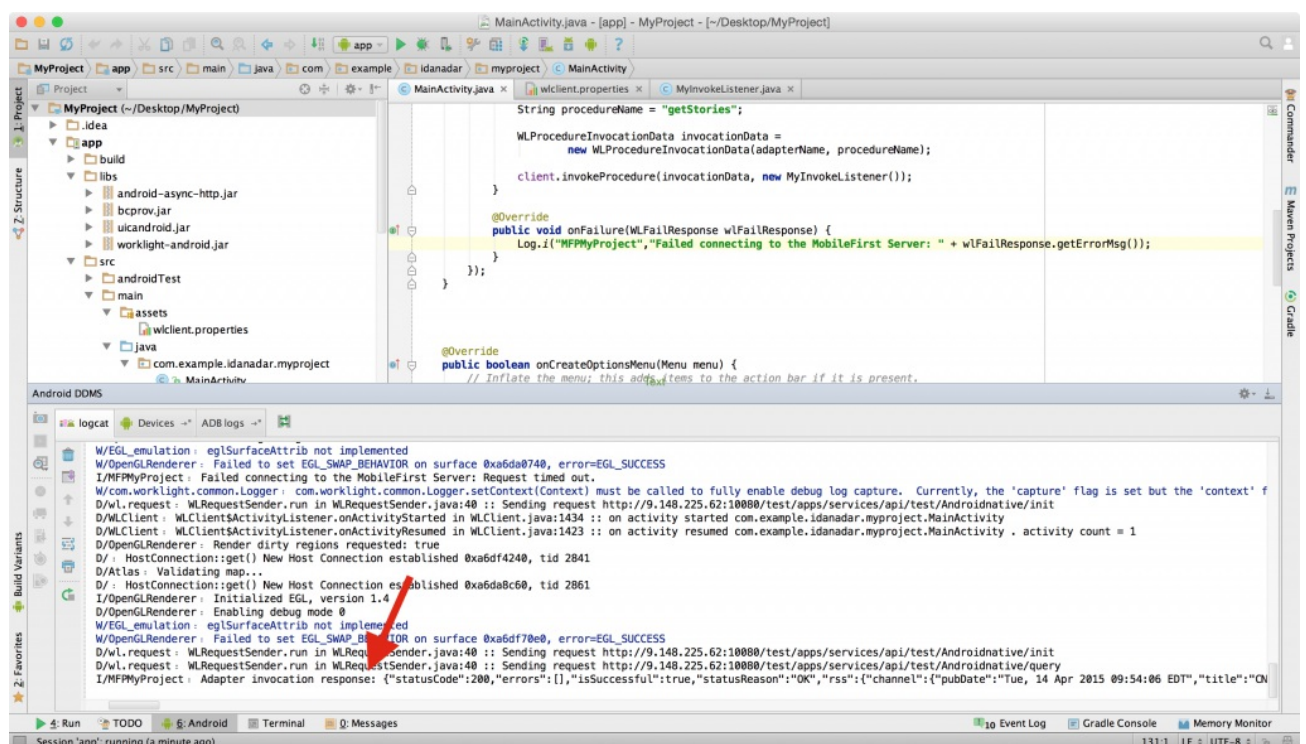 MainActivity.java - [app] - MyProject - [~/Desktop/MyProject]
app
MyProject app src main java com example idanadar myproject MainActivity
Project
MainActivity.java wlclient.properties MyInvokeListener.java
1: Project
Z: Structure
Build Variants
2: Favorites
MyProject (~/Desktop/MyProject)
.idea
app
build
libs
android-async-http.jar
bcprov.jar
uicandroid.jar
worklight-android.jar
src
androidTest
main
assets
wlclient.properties
java
com.example.idanadar.myproject
MainActivity
String procedureName = "getStories";
WLProcedureInvocationData invocationData =
new WLProcedureInvocationData(adapterName, procedureName);
client.invokeProcedure(invocationData, new MyInvokeListener());
}
@Override
public void onFailure(WLFailResponse wlFailResponse) {
Log.i("MFPMyProject","Failed connecting to the MobileFirst Server: " + wlFailResponse.getErrorMsg());
}
});
}
@Override
public boolean onCreateOptionsMenu(Menu menu) {
// Inflate the menu; this adds items to the action bar if it is present.
Text
Commander
Maven Projects
Gradle
Android DDMS
logcat Devices ADB logs
W/EGL_emulation: eglSurfaceAttrib not implemented
W/OpenGLRenderer: Failed to set EGL_SWAP_BEHAVIOR on surface 0xa6da0740, error=EGL_SUCCESS
I/MFPMyProject: Failed connecting to the MobileFirst Server: Request timed out.
W/com.worklight.common.Logger: com.worklight.common.Logger.setContext(Context) must be called to fully enable debug log capture. Currently, the 'capture' flag is set but the 'context' f
D/wl.request: WLRequestSender.run in WLRequestSender.java:40 :: Sending request http://9.148.225.62:10080/test/apps/services/api/test/Androidnative/init
D/WLClient: WLClient$ActivityListener.onActivityStarted in WLClient.java:1434 :: on activity started com.example.idanadar.myproject.MainActivity
D/WLClient: WLClient$ActivityListener.onActivityResumed in WLClient.java:1423 :: on activity resumed com.example.idanadar.myproject.MainActivity . activity count = 1
D/OpenGLRenderer: Render dirty regions requested: true
D/: HostConnection::get() New Host Connection established 0xa6df4240, tid 2841
D/Atlas: Validating map...
D/: HostConnection::get() New Host Connection established 0xa6da8c60, tid 2861
I/OpenGLRenderer: Initialized EGL, version 1.4
D/OpenGLRenderer: Enabling debug mode 0
W/EGL_emulation: eglSurfaceAttrib not implemented
W/OpenGLRenderer: Failed to set EGL_SWAP_BEHAVIOR on surface 0xa6df70e0, error=EGL_SUCCESS
D/wl.request: WLRequestSender.run in WLRequestSender.java:40 :: Sending request http://9.148.225.62:10080/test/apps/services/api/test/Androidnative/init
D/wl.request: WLRequestSender.run in WLRequestSender.java:40 :: Sending request http://9.148.225.62:10080/test/apps/services/api/test/Androidnative/query
I/MFPMyProject: Adapter invocation response: {"statusCode":200,"errors":[],"isSuccessful":true,"statusReason":"OK","rss":{"channel":{"pubDate":"Tue, 14 Apr 2015 09:54:06 EDT","title":"CN
4: Run TODO 6: Android Terminal 0: Messages 10 Event Log Gradle Console Memory Monitor
Session 'app': running (a minute ago) 131:1 LF UTF-8